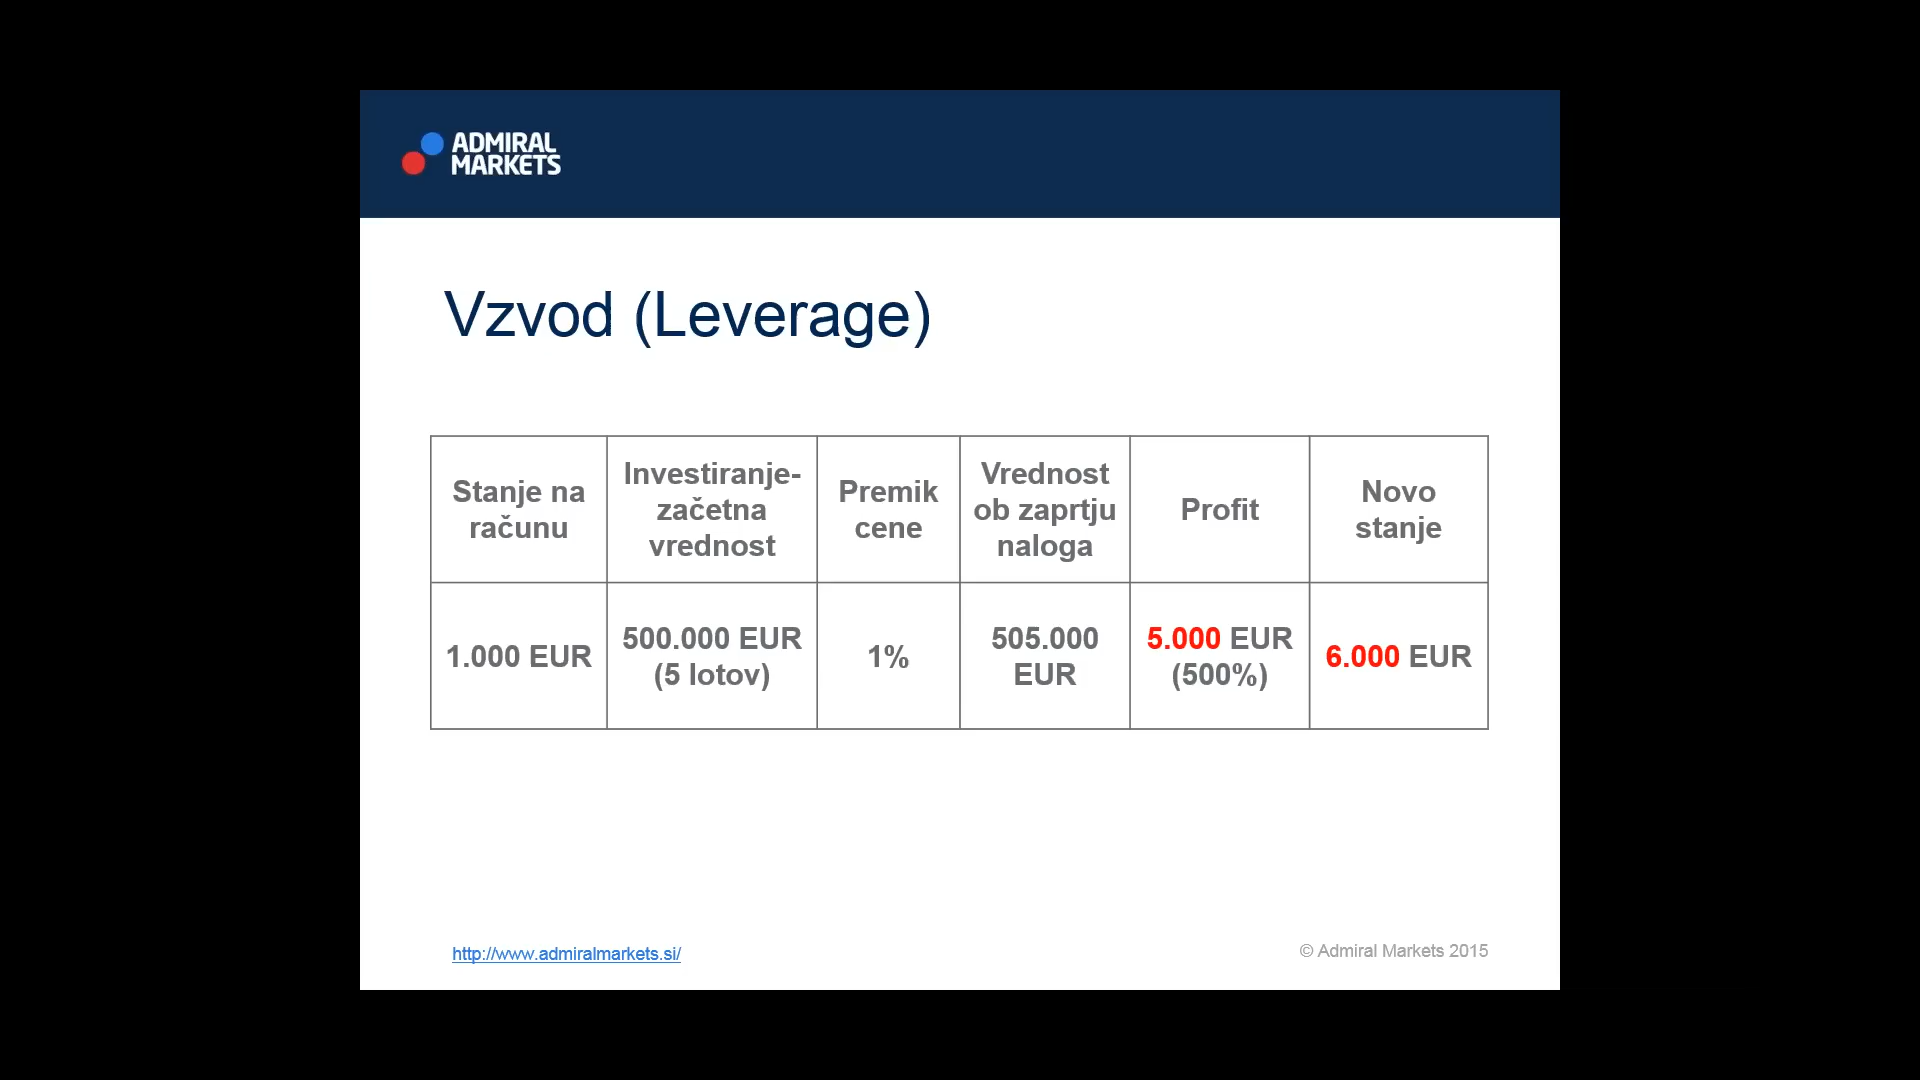 ADMIRAL
MARKETS
Vzvod (Leverage)
Stanje na
računu
Investiranje-
začetna
vrednost
Premik
cene
Vrednost
ob zaprtju
naloga
Profit
Novo
stanje
1.000 EUR
500.000 EUR
(5 lotov)
1%
505.000
EUR
5.000 EUR
(500%)
6.000 EUR
http://www.admiralmarkets.si/
© Admiral Markets 2015